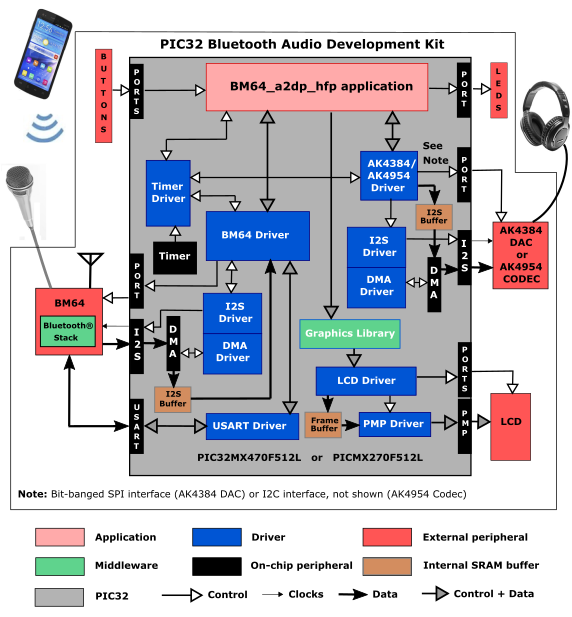 PIC32 Bluetooth Audio Development Kit
BUTTONS
PORTS
BM64_a2dp_hfp application
PORT
LEDS
See
Note
Timer
Driver
AK4384/
AK4954
Driver
PORT
I2S
Buffer
BM64 Driver
Timer
I2S
Driver
DMA
Driver
DMA
I2S
AK4384
DAC
or
AK4954
CODEC
PORT
BM64
Bluetooth®
Stack
I2S
DMA
I2S
Driver
DMA
Driver
Graphics Library
I2S
Buffer
LCD Driver
PORTS
USART
USART Driver
Frame
Buffer
PMP Driver
PMP
LCD
PIC32MX470F512L or PICMX270F512L
Note: Bit-banged SPI interface (AK4384 DAC) or I2C interface, not shown (AK4954 Codec)
Application
Driver
External peripheral
Middleware
On-chip peripheral
Internal SRAM buffer
PIC32
Control
Clocks
Data
Control + Data